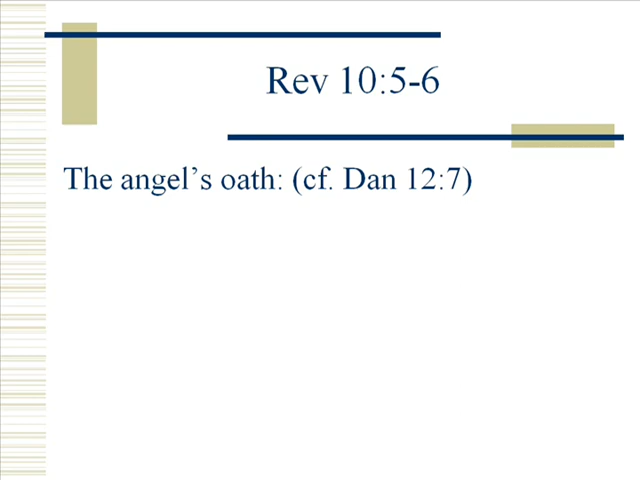 Rev 10:5-6
The angel’s oath: (cf. Dan 12:7)